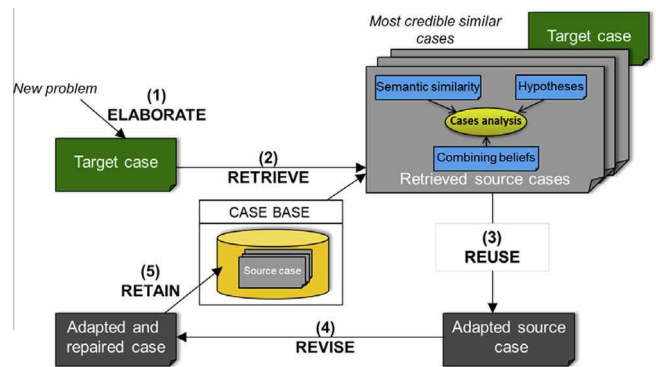 Most credible similar
cases
Target case
New problem
(1)
ELABORATE
Semantic similarity
Hypotheses
Cases analysis
Combining beliefs
Retrieved source cases
Target case
(2)
RETRIEVE
CASE BASE
Source case
(3)
REUSE
(5)
RETAIN
Adapted and
repaired case
(4)
REVISE
Adapted source
case